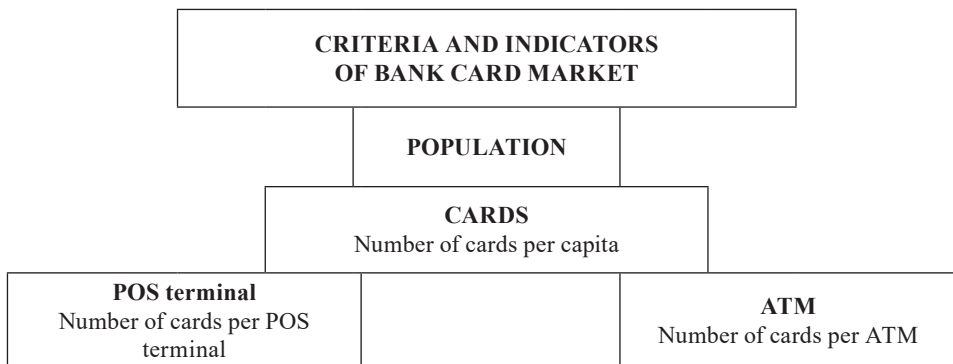 CRITERIA AND INDICATORS
OF BANK CARD MARKET
POPULATION
CARDS
Number of cards per capita
POS terminal
Number of cards per POS
terminal
ATM
Number of cards per ATM